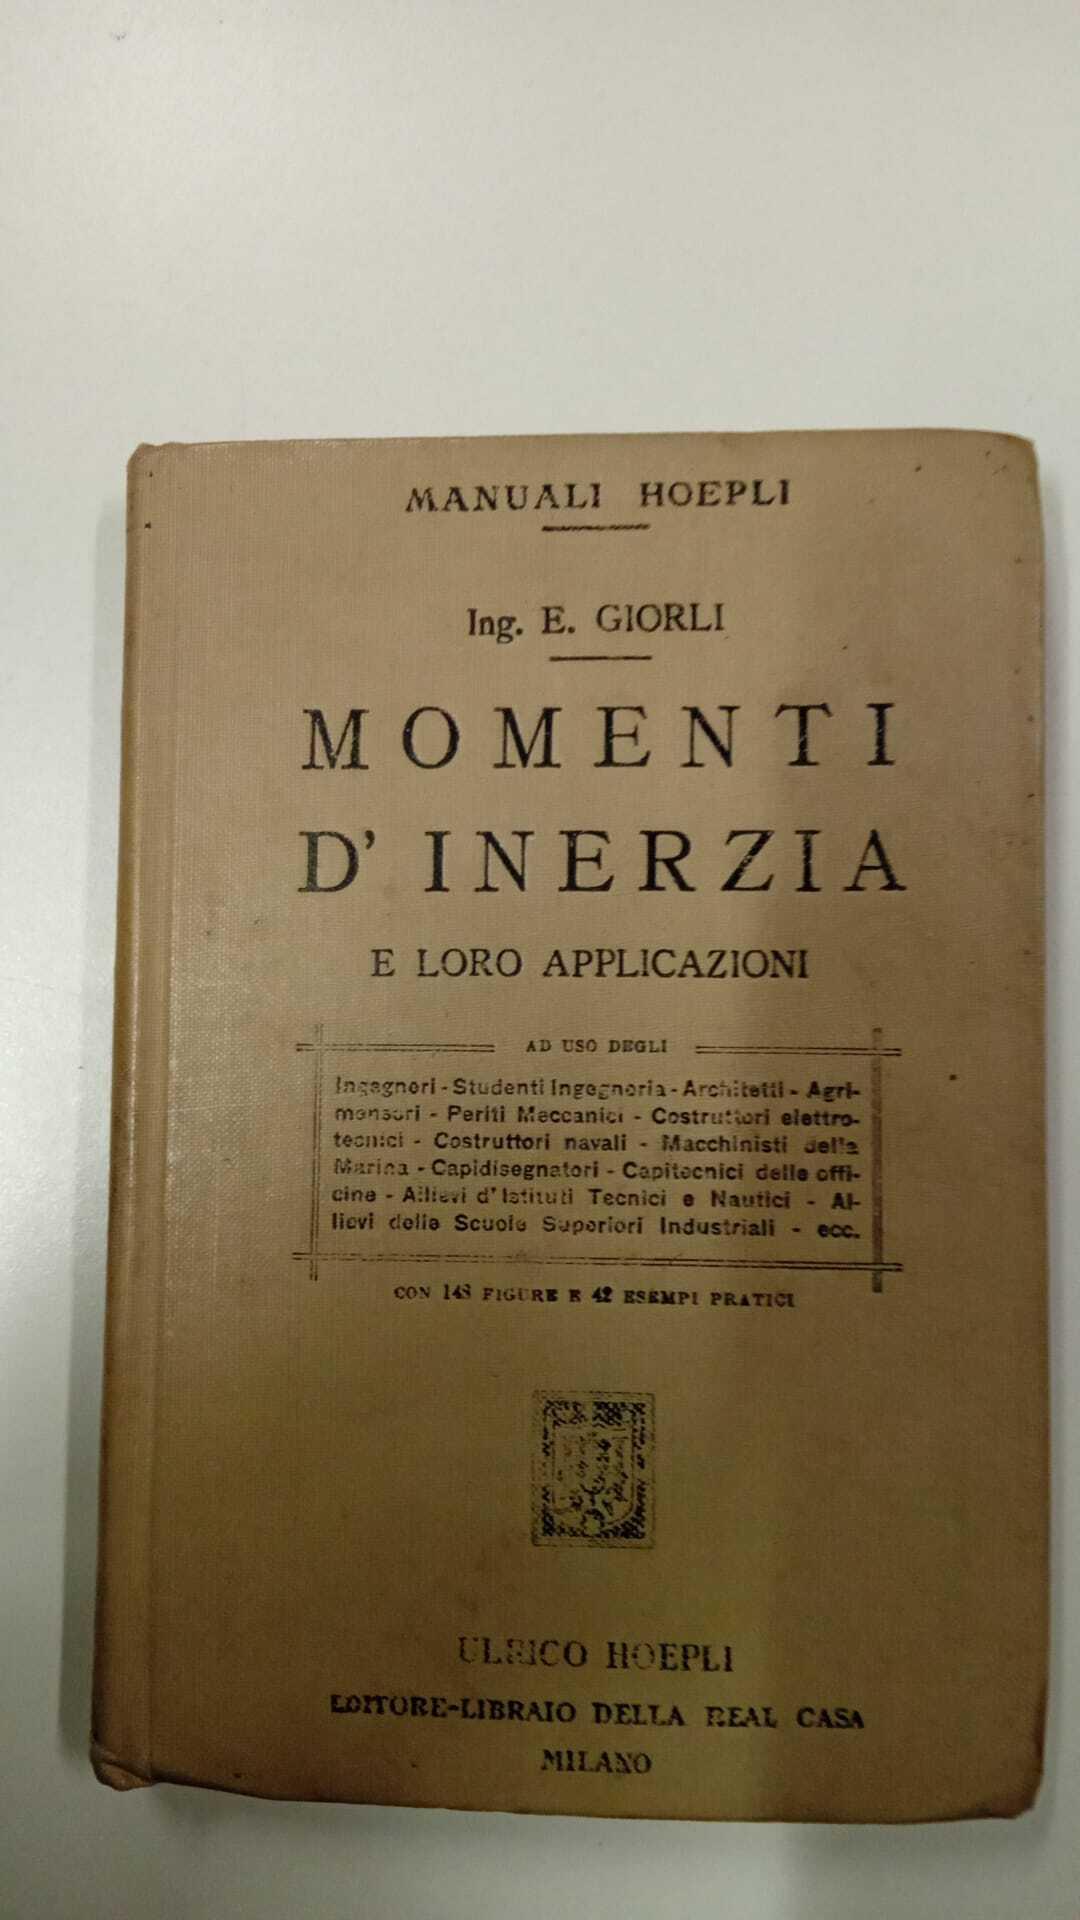 MANUALI HOEPLI
Ing. E. GIORLI
MOMENTI
D'INERZIA
E LORO APPLICAZIONI
AD USO DEGLI
Ingegneri - Studenti Ingegneria - Architetti - Agri-
mensori - Periti Meccanici - Costruttori elettro-
tecnici - Costruttori navali - Macchinisti della
Marina - Capidisegnatori - Capitecnici delle offi-
cine - Allievi d'Istituti Tecnici e Nautici - Al-
lievi delle Scuole Superiori Industriali - ecc.
CON 148 FIGURE E 42 ESEMPI PRATICI
ULRICO HOEPLI
EDITORE-LIBRAIO DELLA REAL CASA
MILANO